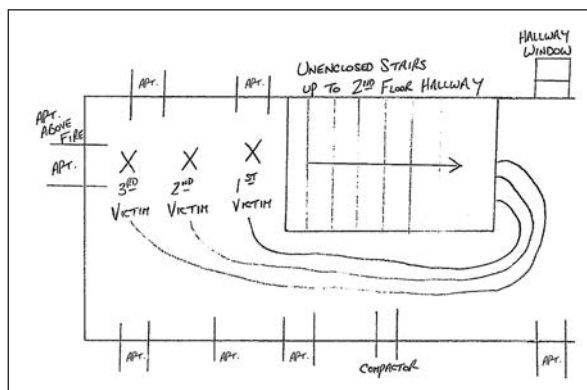 HALLWAY
WINDOW
UNENCLOSED STAIRS
UP TO 2ND FLOOR HALLWAY
APT.
APT.
APT.
ABOVE
FIRE
APT.
3RD
VICTIM
2ND
VICTIM
1ST
VICTIM
APT.
APT.
APT.
COMPACTOR
APT.